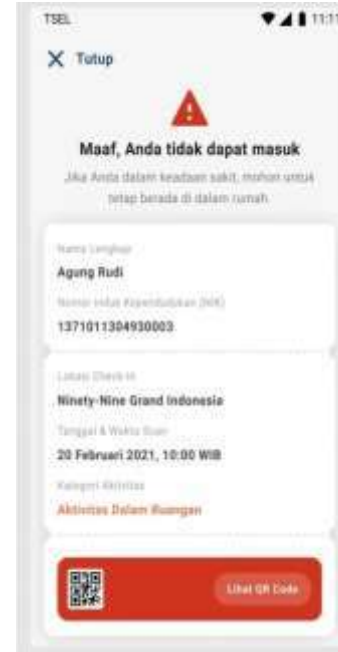 TSEL
11:11
Tutup
Maaf, Anda tidak dapat masuk
Jika Anda dalam keadaan sakit, mohon untuk
tetap berada di dalam rumah
Nama Lengkap
Agung Rudi
Nomor Induk Kependudukan (NIK)
1371011304930003
Lokasi Check-In
Ninety-Nine Grand Indonesia
Tanggal & Waktu Scan
20 Februari 2021, 10:00 WIB
Kategori Aktivitas
Aktivitas Dalam Ruangan
Lihat QR Code